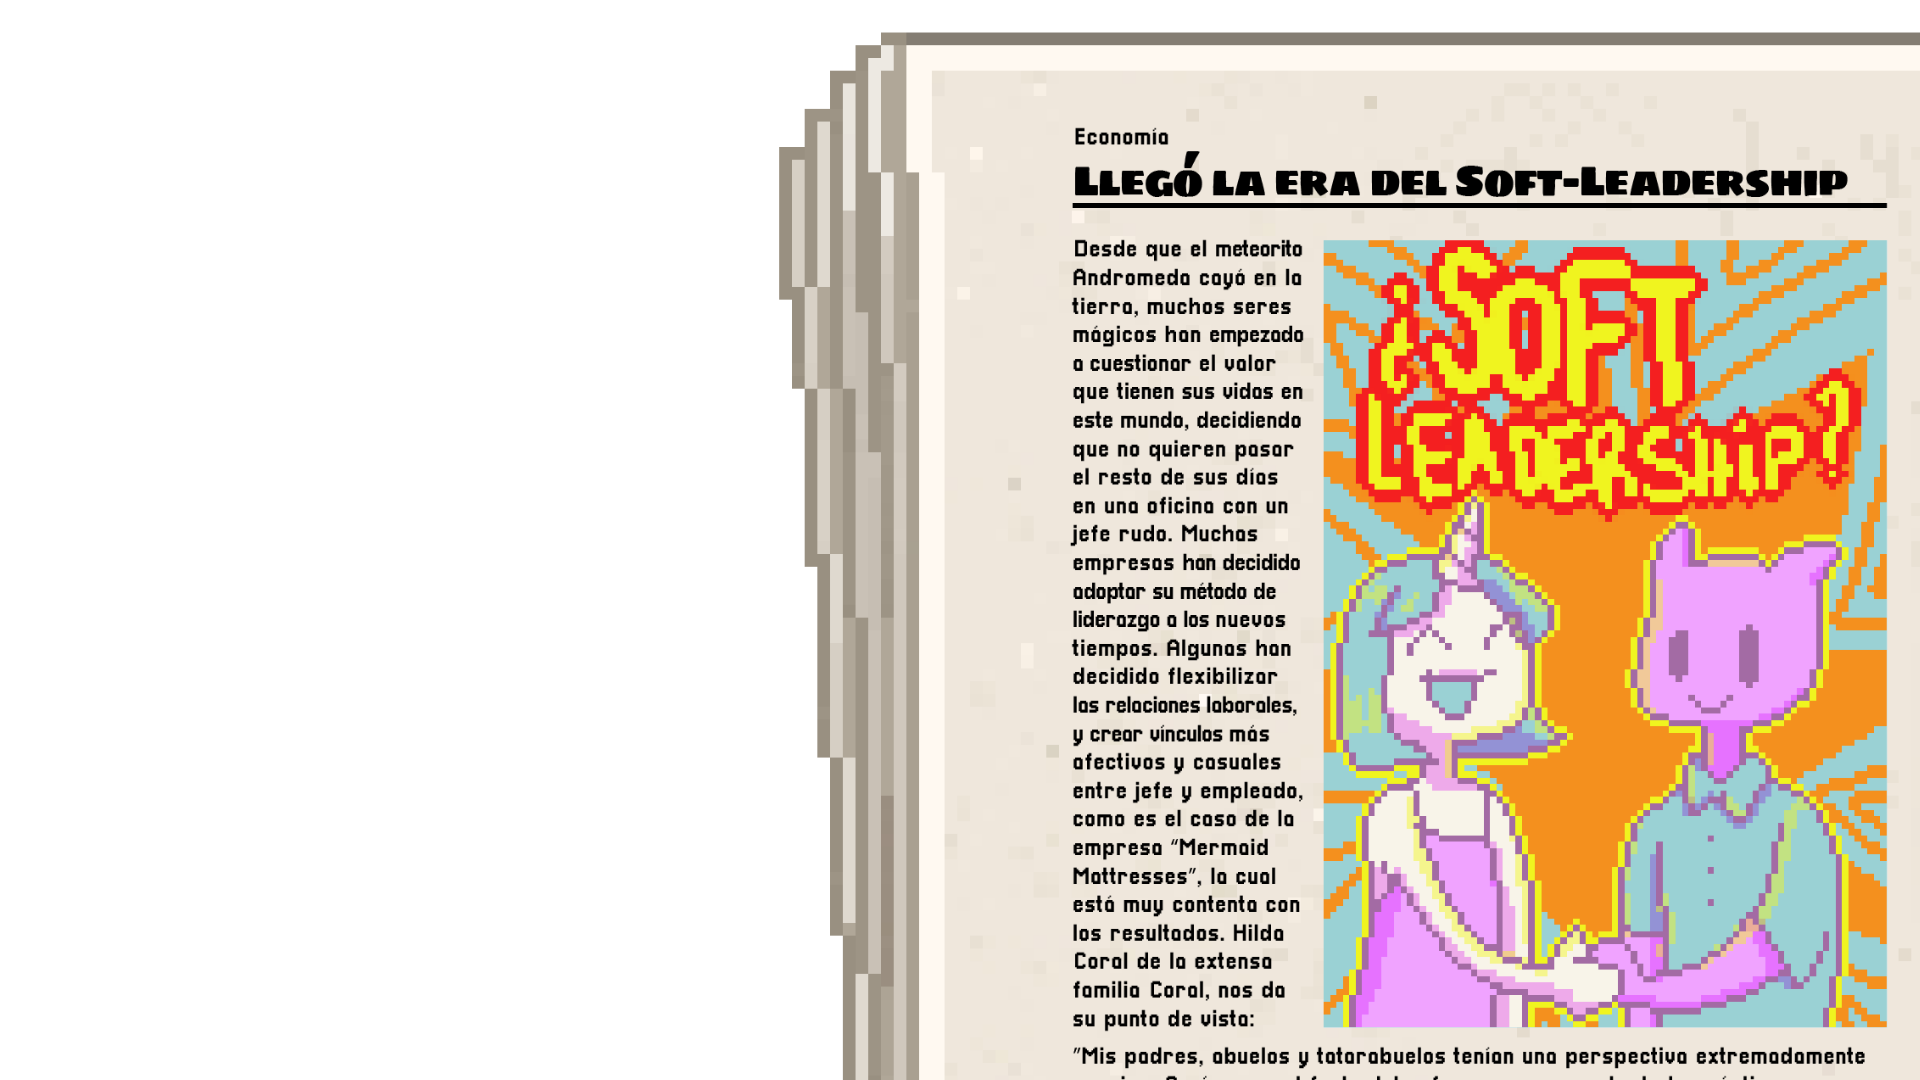 Economía
Llegó la era del Soft-Leadership
Desde que el meteorito
Andromeda cayó en la
tierra, muchos seres
mágicos han empezado
a cuestionar el valor
que tienen sus vidas en
este mundo, decidiendo
que no quieren pasar
el resto de sus días
en una oficina con un
jefe rudo. Muchas
empresas han decidido
adoptar su método de
liderazgo a los nuevos
tiempos. Algunas han
decidido flexibilizar
las relaciones laborales,
y crear vínculos más
afectivos y casuales
entre jefe y empleado,
como es el caso de la
empresa "Mermaid
Mattresses", la cual
está muy contenta con
los resultados. Hilda
Coral de la extensa
familia Coral, nos da
su punto de vista:
¿SOFT
LEADERSHIP?
"Mis padres, abuelos y tatarabuelos tenían una perspectiva extremadamente